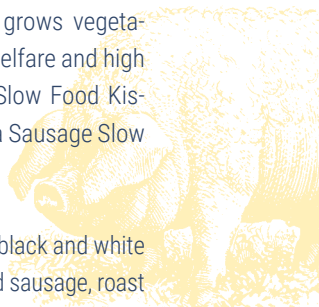 grows vegeta-
elfare and high
Slow Food Kis-
Sausage Slow
black and white
sausage, roast